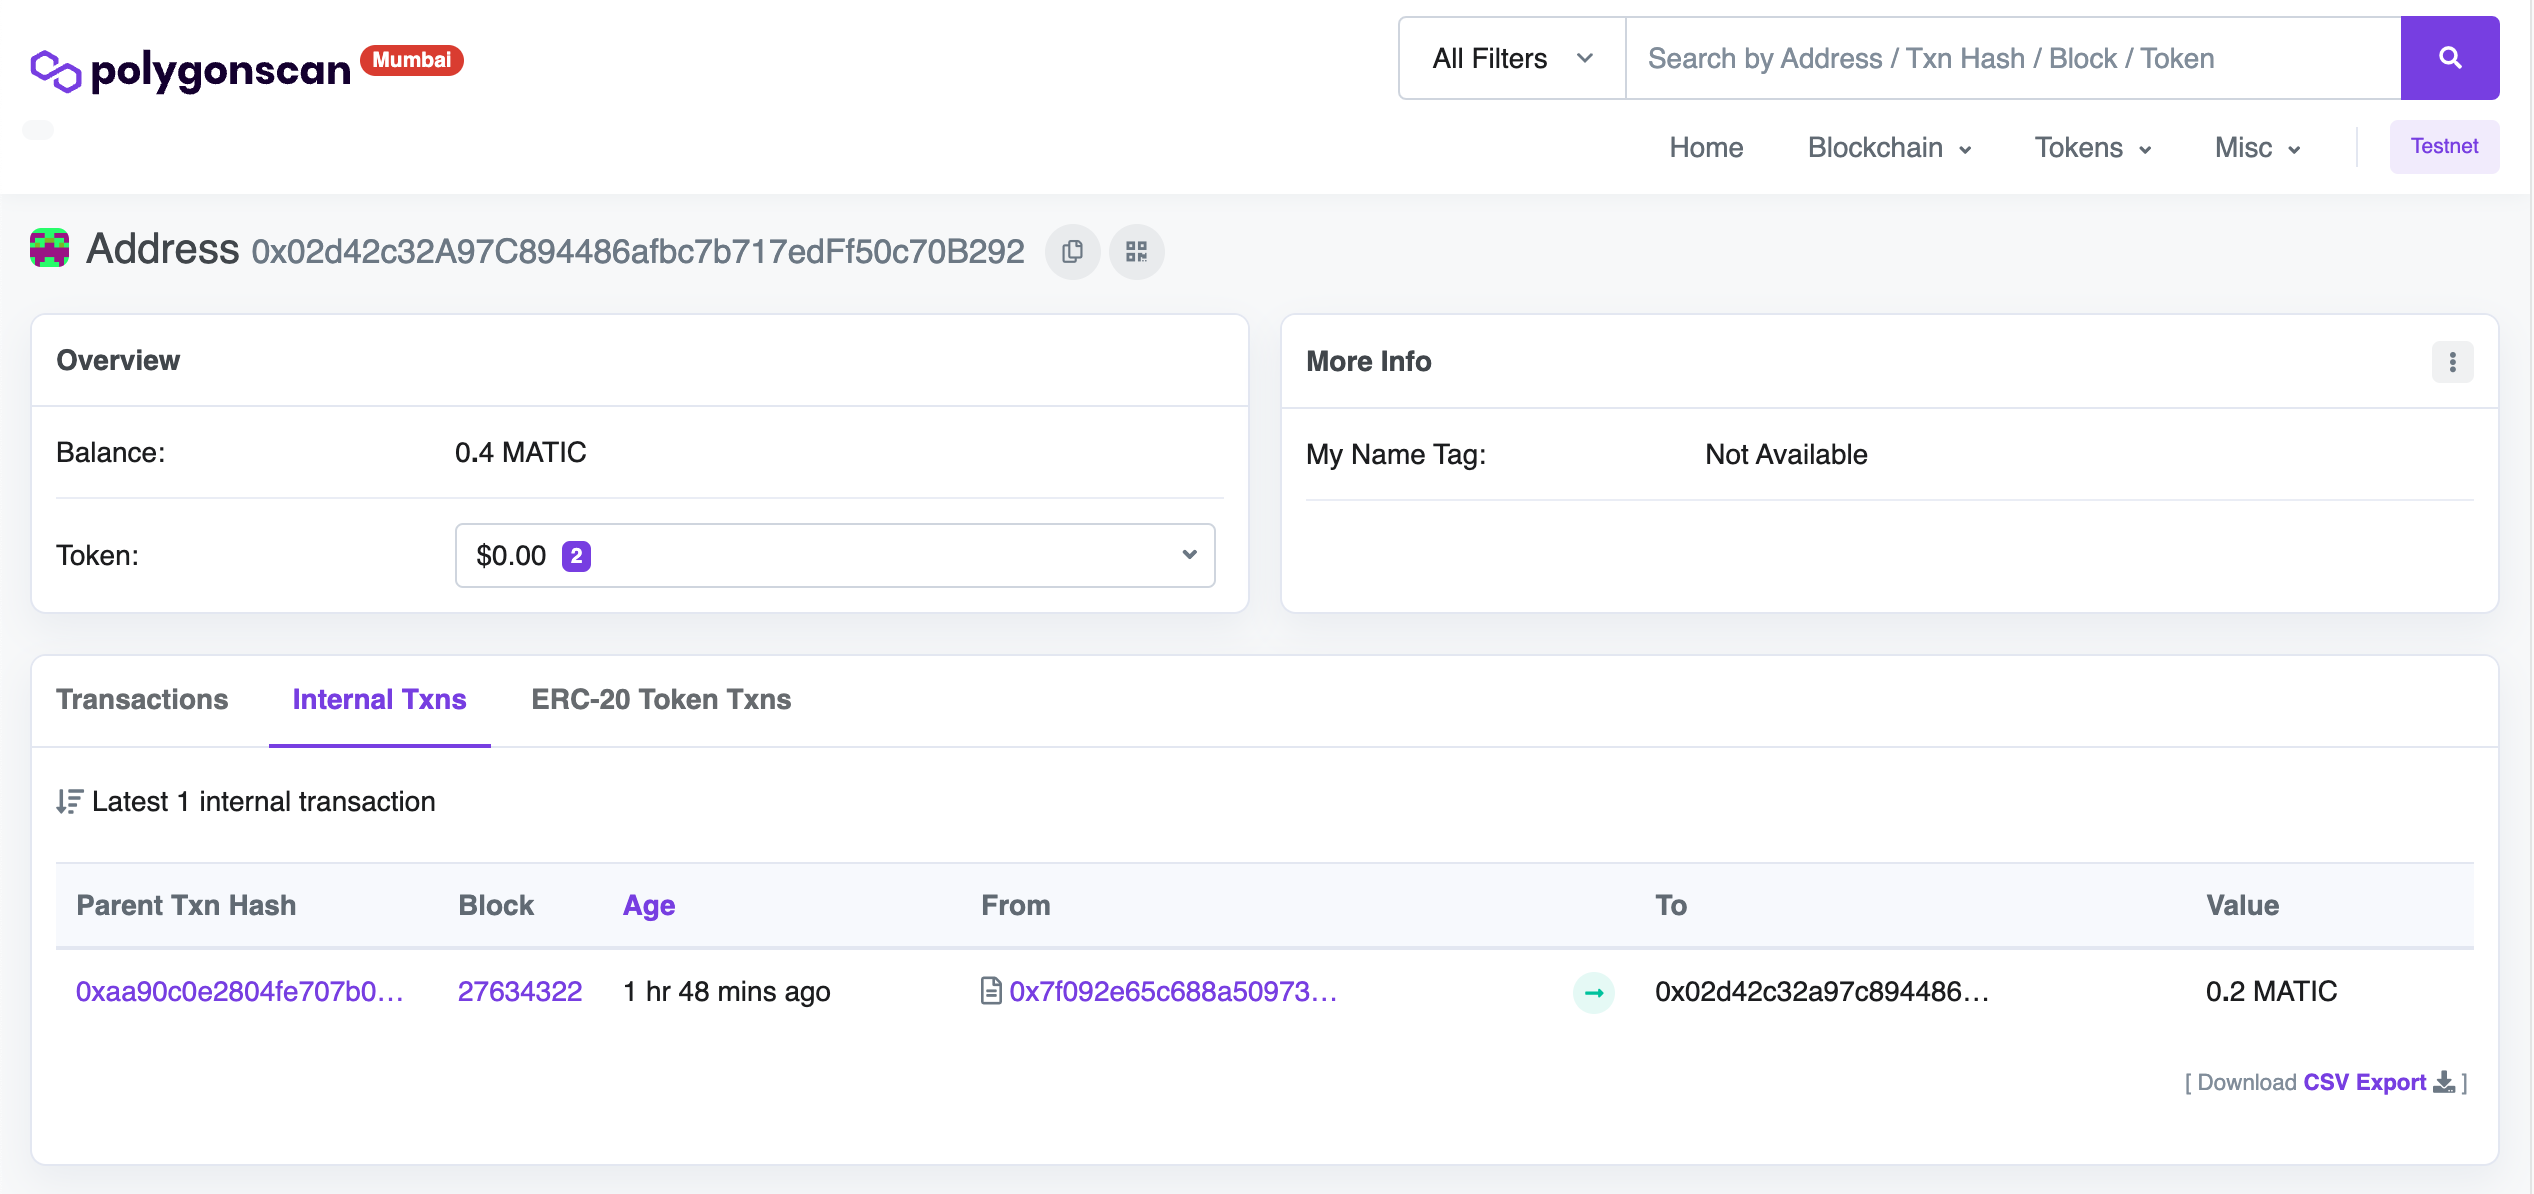 polygonscan Mumbai
All Filters Search by Address / Txn Hash / Block / Token
Home Blockchain Tokens Misc Testnet
Address 0x02d42c32A97C894486afbc7b717edFf50c70B292
Overview
Balance: 0.4 MATIC
Token: $0.00 2
More Info
My Name Tag: Not Available
Transactions Internal Txns ERC-20 Token Txns
Latest 1 internal transaction
Parent Txn Hash Block Age From To Value
0xaa90c0e2804fe707b0... 27634322 1 hr 48 mins ago 0x7f092e65c688a50973... 0x02d42c32a97c894486... 0.2 MATIC
[ Download CSV Export ]